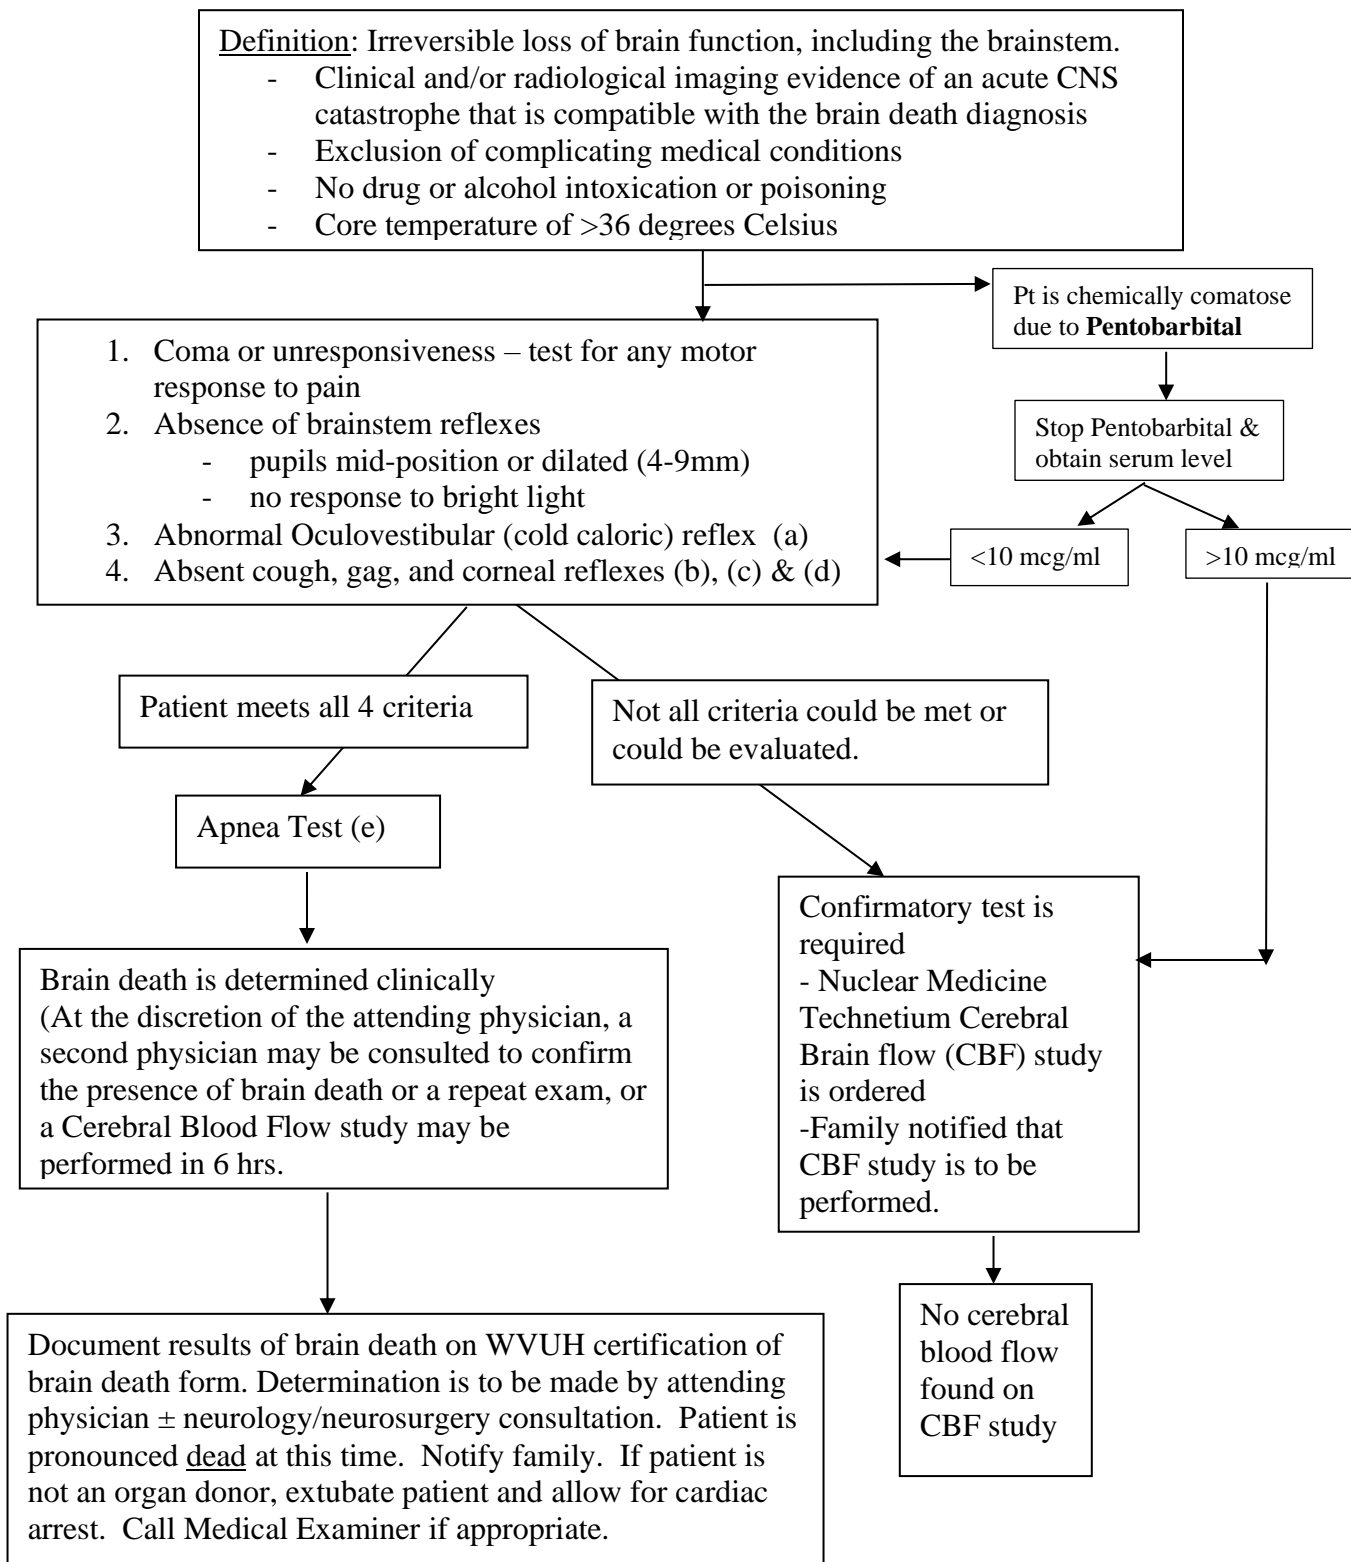 Definition: Irreversible loss of brain function, including the brainstem.
- Clinical and/or radiological imaging evidence of an acute CNS
catastrophe that is compatible with the brain death diagnosis
- Exclusion of complicating medical conditions
- No drug or alcohol intoxication or poisoning
- Core temperature of >36 degrees Celsius
Pt is chemically comatose
due to Pentobarbital
1. Coma or unresponsiveness – test for any motor
response to pain
2. Absence of brainstem reflexes
- pupils mid-position or dilated (4-9mm)
- no response to bright light
3. Abnormal Oculovestibular (cold caloric) reflex (a)
4. Absent cough, gag, and corneal reflexes (b), (c) & (d)
Stop Pentobarbital &
obtain serum level
<10 mcg/ml
>10 mcg/ml
Patient meets all 4 criteria
Not all criteria could be met or
could be evaluated.
Apnea Test (e)
Confirmatory test is
required
- Nuclear Medicine
Technetium Cerebral
Brain flow (CBF) study
is ordered
-Family notified that
CBF study is to be
performed.
Brain death is determined clinically
(At the discretion of the attending physician, a
second physician may be consulted to confirm
the presence of brain death or a repeat exam, or
a Cerebral Blood Flow study may be
performed in 6 hrs.
No cerebral
blood flow
found on
CBF study
Document results of brain death on WVUH certification of
brain death form. Determination is to be made by attending
physician ± neurology/neurosurgery consultation. Patient is
pronounced dead at this time. Notify family. If patient is
not an organ donor, extubate patient and allow for cardiac
arrest. Call Medical Examiner if appropriate.